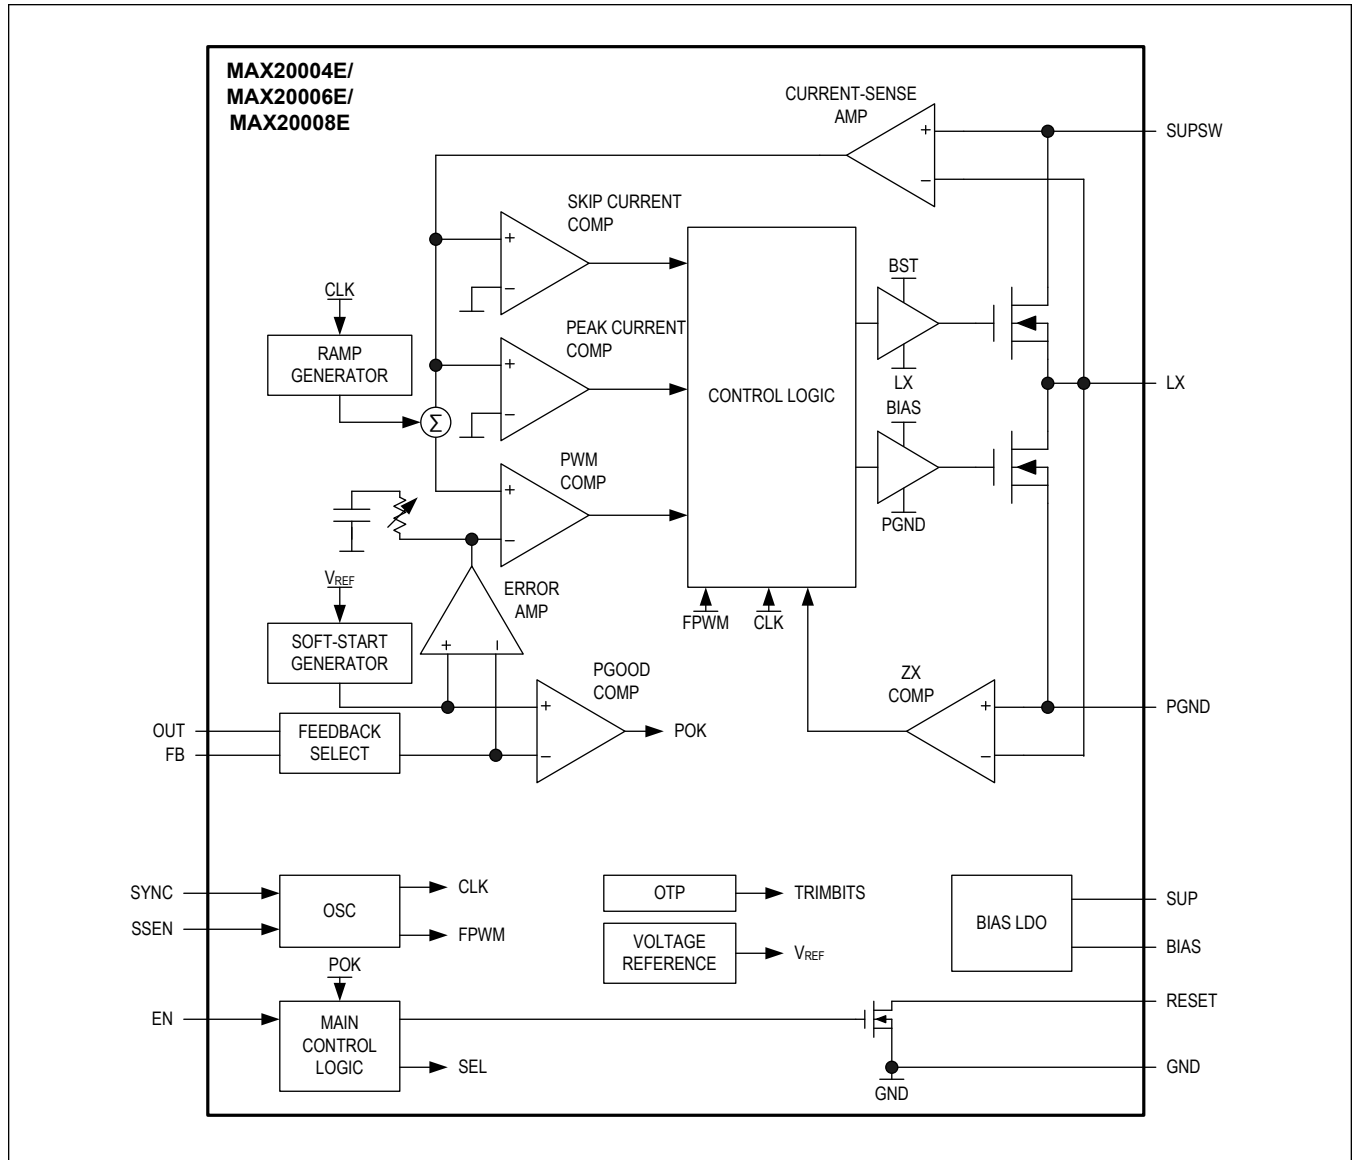 MAX20004E/
MAX20006E/
MAX20008E
CURRENT-SENSE
AMP
+
−
SUPSW
SKIP CURRENT
COMP
+
−
CLK
RAMP
GENERATOR
PEAK CURRENT
COMP
+
−
Σ
CONTROL LOGIC
BST
LX
LX
BIAS
PGND
PWM
COMP
+
−
VREF
SOFT-START
GENERATOR
ERROR
AMP
+
−
FPWM
CLK
PGOOD
COMP
+
−
POK
ZX
COMP
+
−
PGND
OUT
FB
FEEDBACK
SELECT
SYNC
SSEN
OSC
CLK
FPWM
OTP
TRIMBITS
VOLTAGE
REFERENCE
VREF
BIAS LDO
SUP
BIAS
POK
EN
MAIN
CONTROL
LOGIC
SEL
RESET
GND
GND